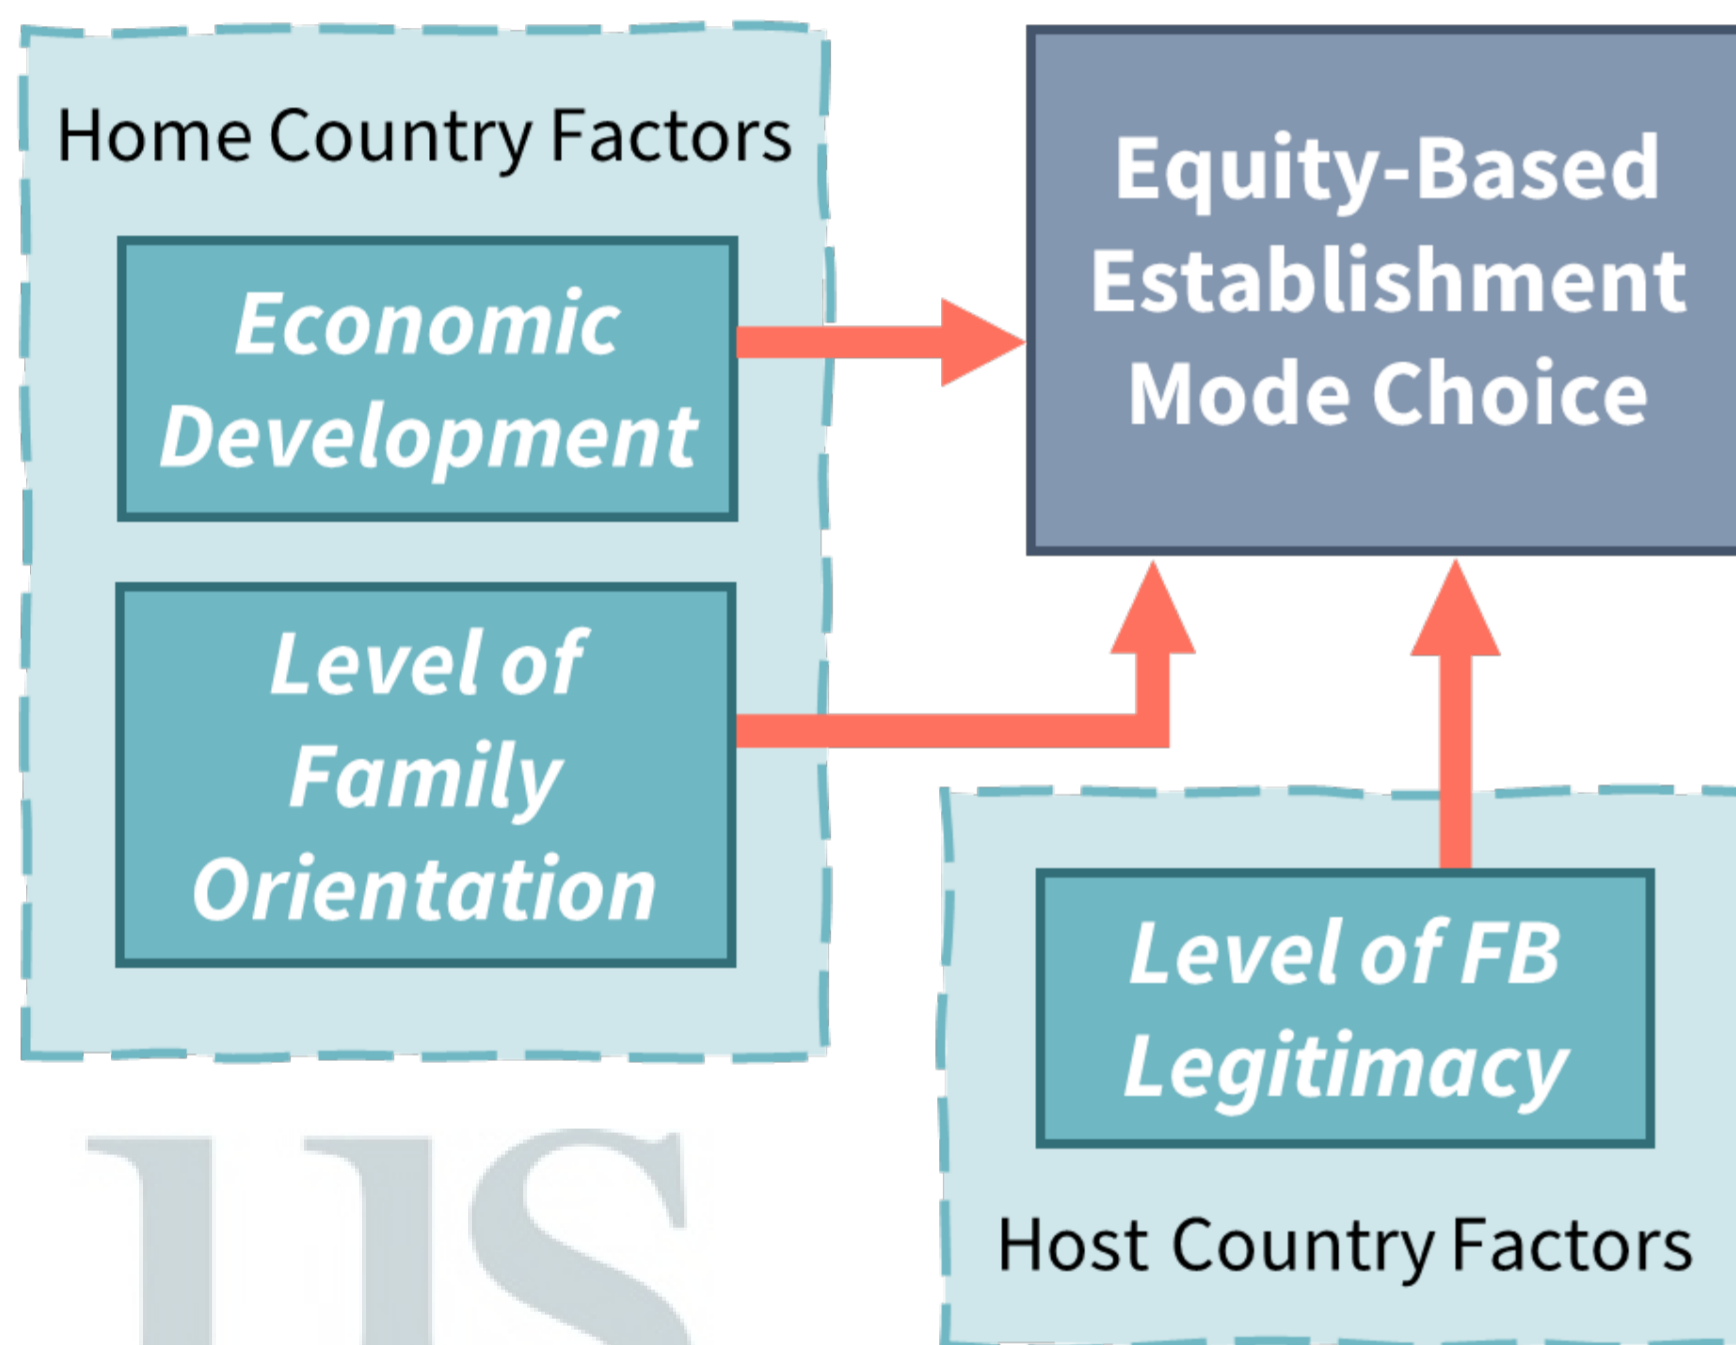 Home Country Factors
Economic
Development
Level of
Family
Orientation
Equity-Based
Establishment
Mode Choice
Level of FB
Legitimacy
Host Country Factors